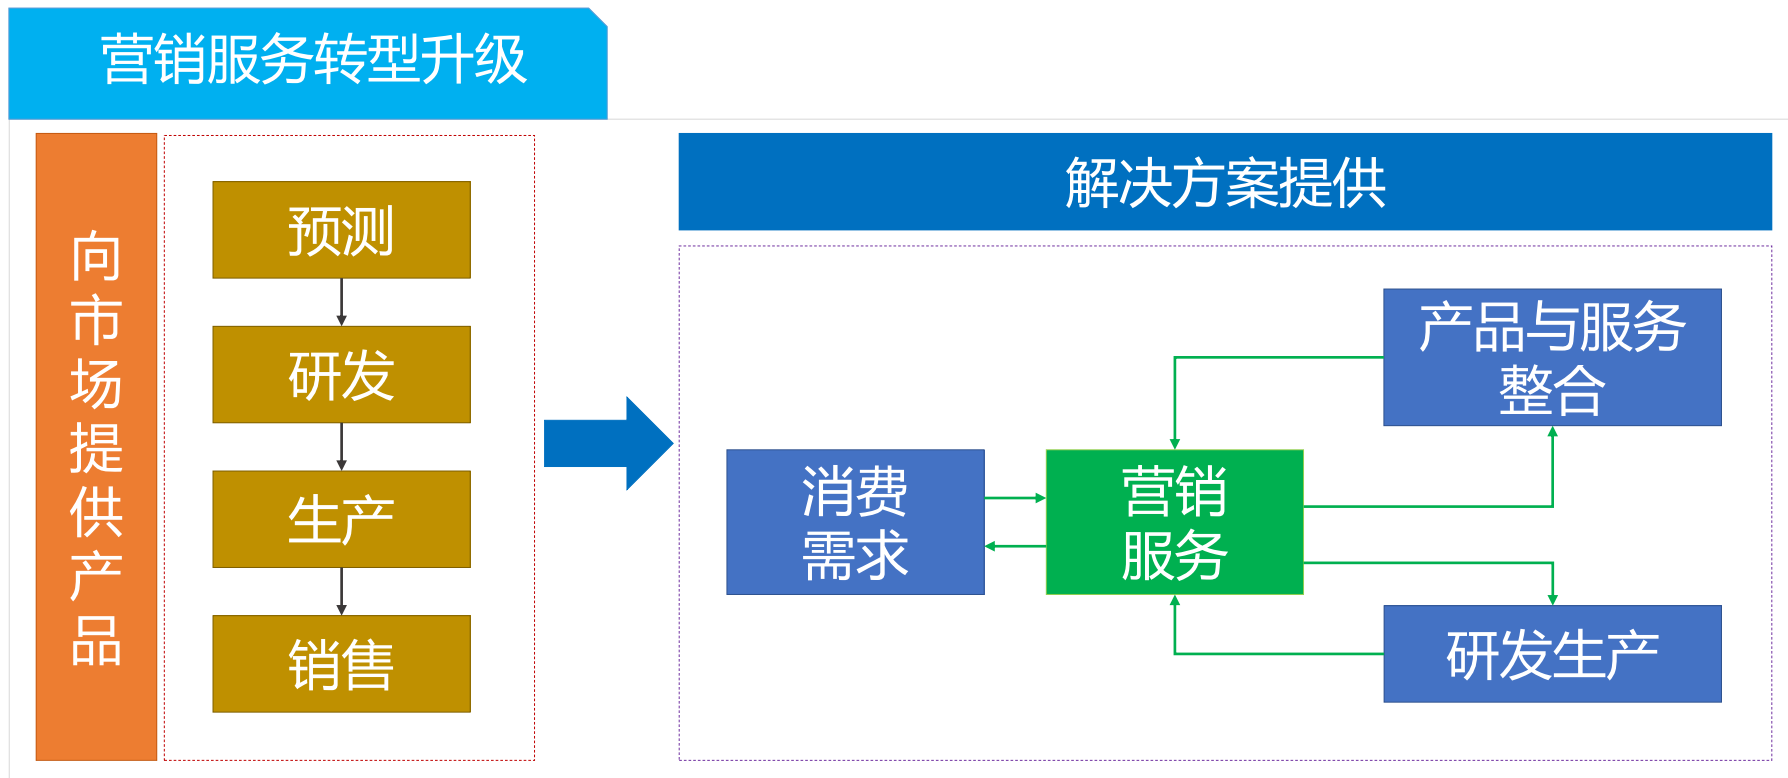 营销服务转型升级
向
市
场
提
供
产
品
预测
研发
生产
销售
解决方案提供
消费
需求
营销
服务
产品与服务
整合
研发生产